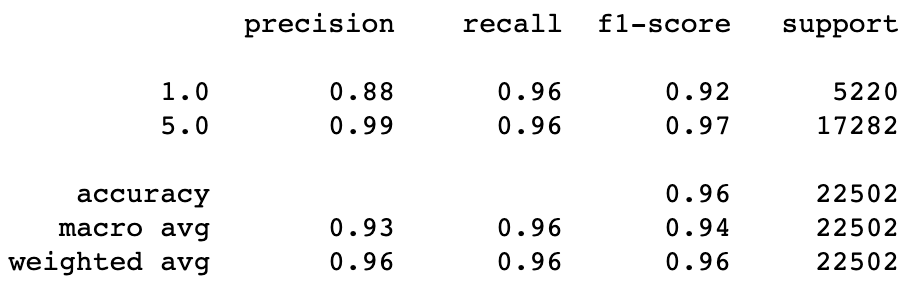 precision recall f1-score support
1.0 0.88 0.96 0.92 5220
5.0 0.99 0.96 0.97 17282
accuracy 0.96 22502
macro avg 0.93 0.96 0.94 22502
weighted avg 0.96 0.96 0.96 22502